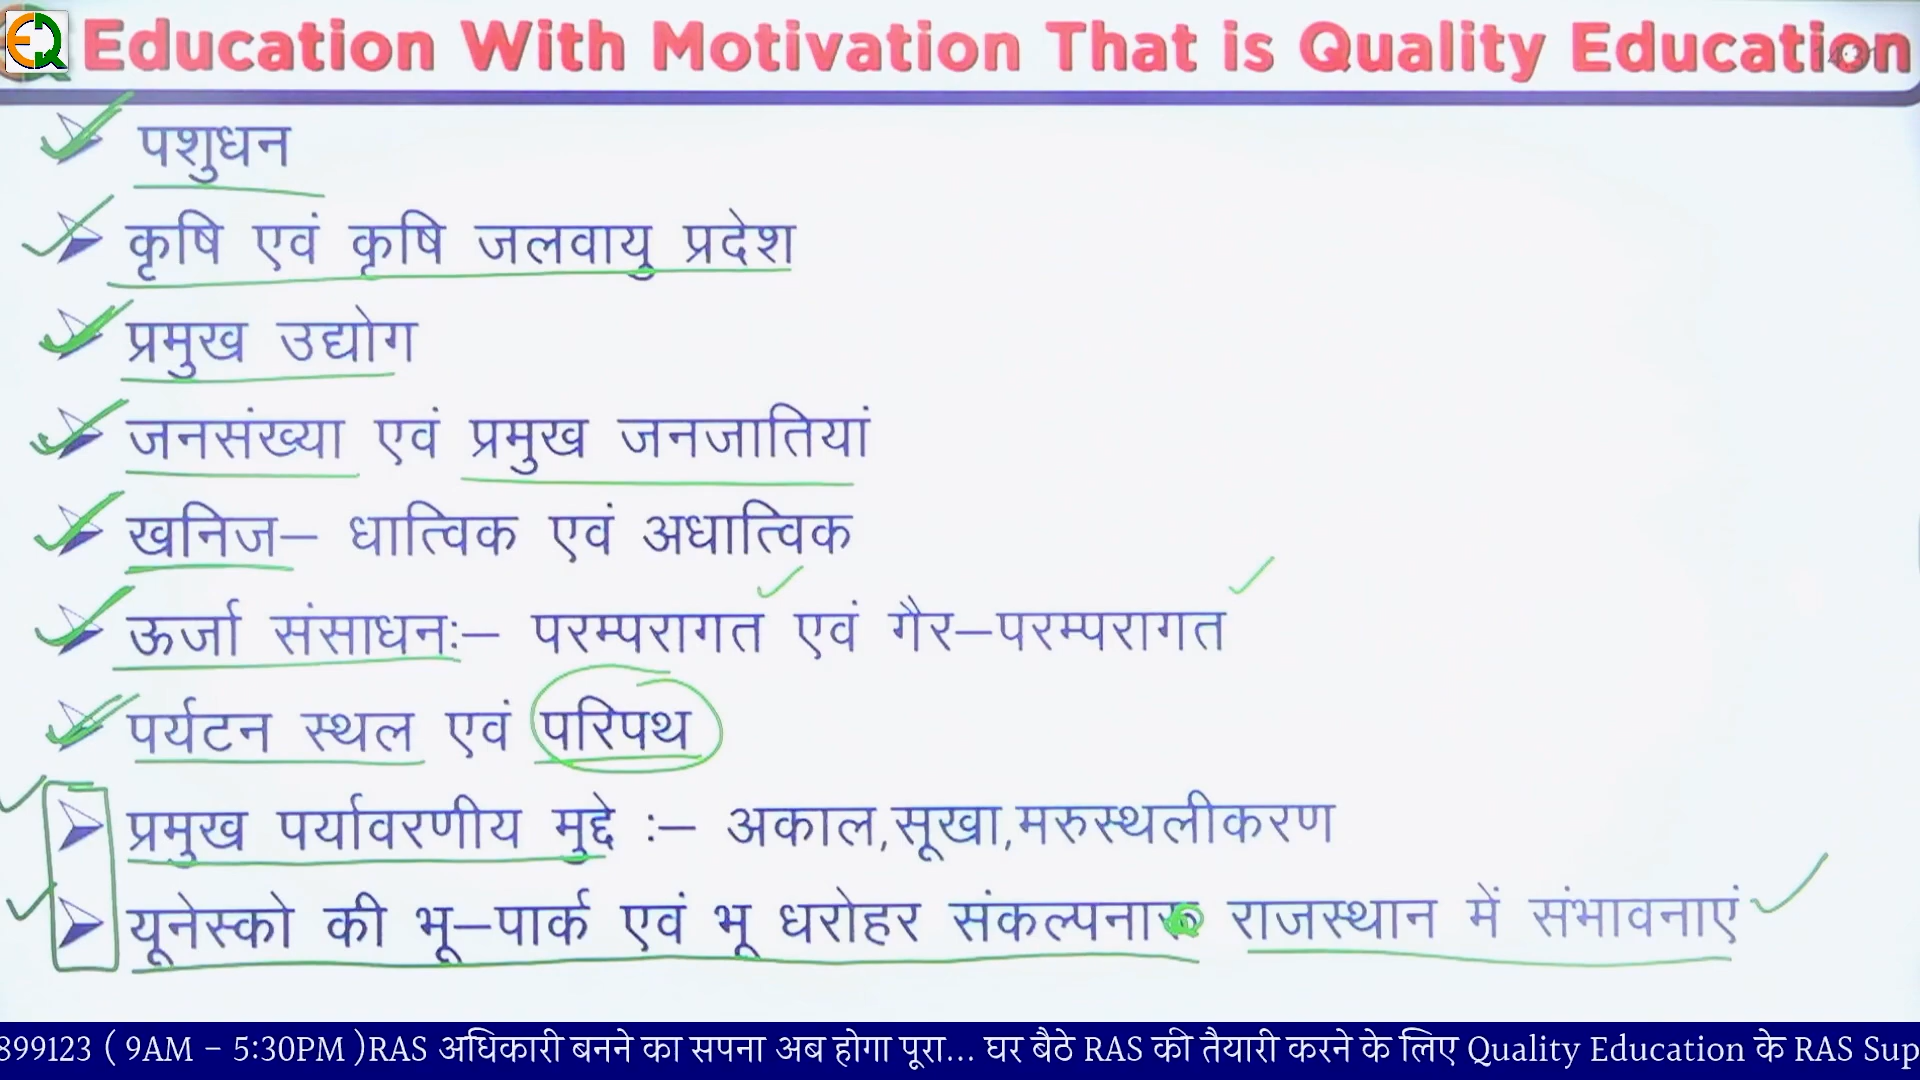 EQ
Education With Motivation That is Quality Education
पशुधन
कृषि एवं कृषि जलवायु प्रदेश
प्रमुख उद्योग
जनसंख्या एवं प्रमुख जनजातियां
खनिज– धात्विक एवं अधात्विक
ऊर्जा संसाधनः– परम्परागत एवं गैर–परम्परागत
पर्यटन स्थल एवं परिपथ
प्रमुख पर्यावरणीय मुद्दे :– अकाल,सूखा,मरुस्थलीकरण
यूनेस्को की भू–पार्क एवं भू धरोहर संकल्पना राजस्थान में संभावनाएं
899123 ( 9AM – 5:30PM )RAS अधिकारी बनने का सपना अब होगा पूरा... घर बैठे RAS की तैयारी करने के लिए Quality Education के RAS Sup